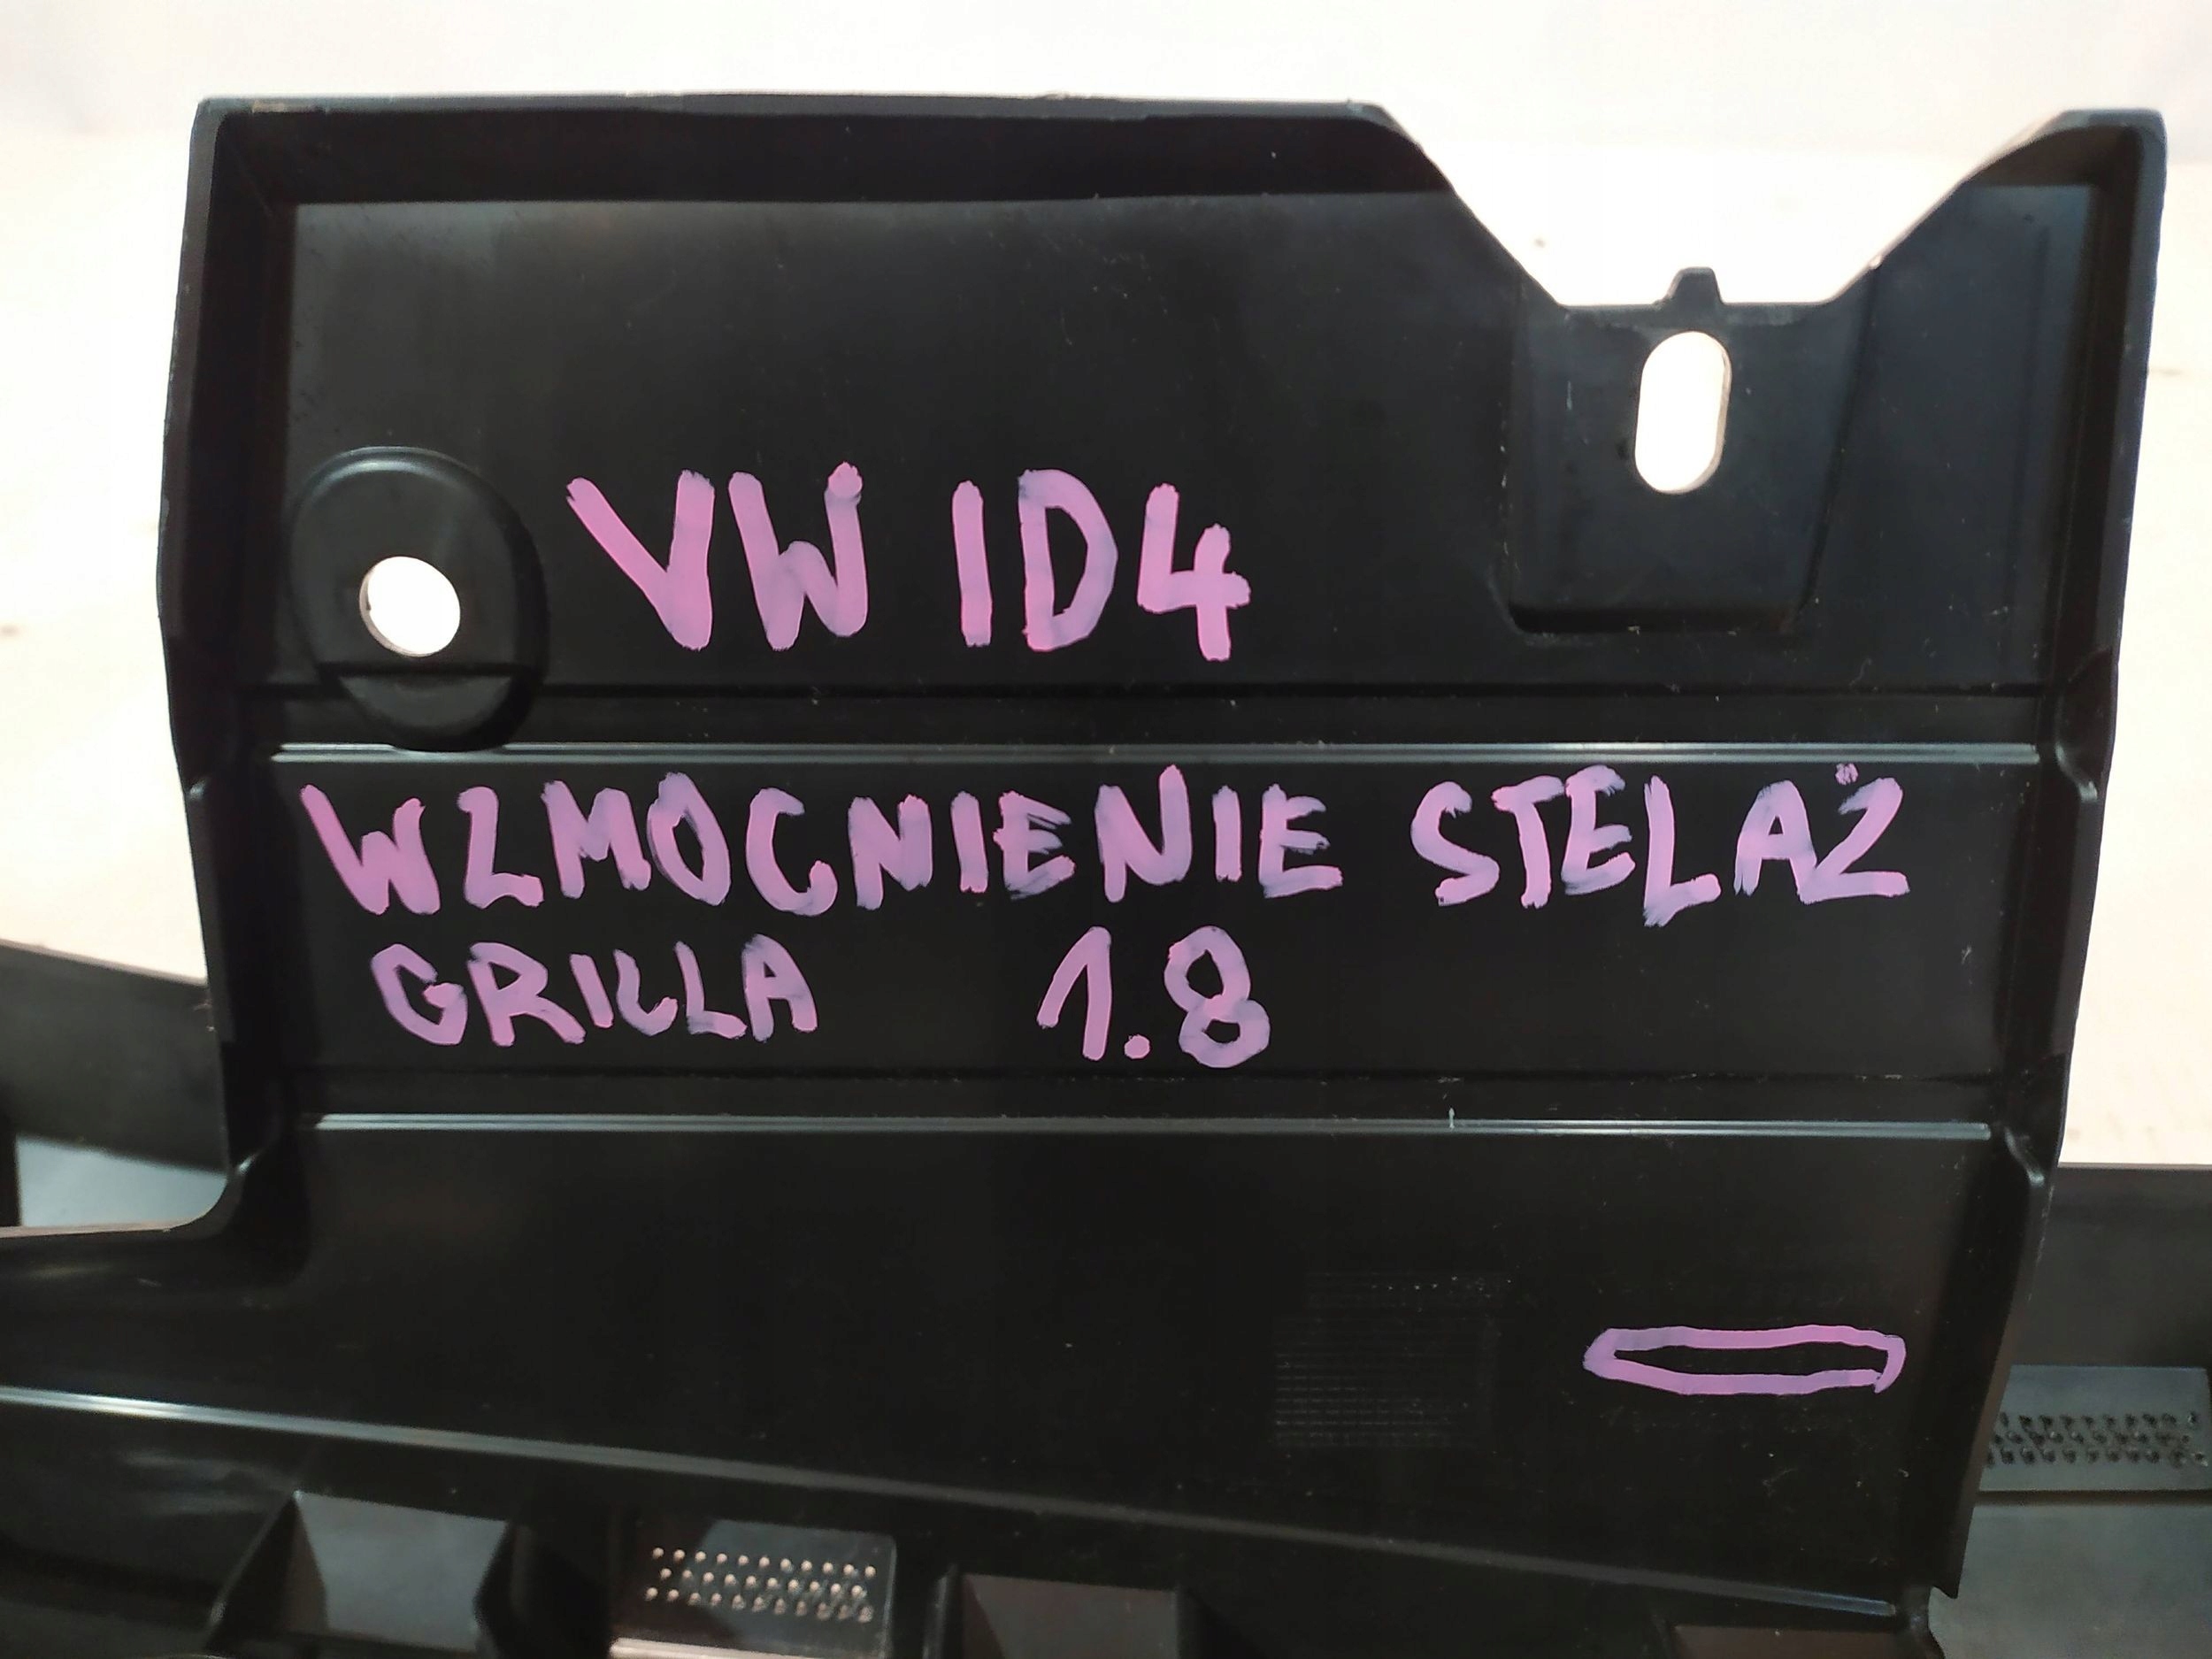 VW ID4
WZMOCNIENIE STELAŻ
GRILLA 1.8